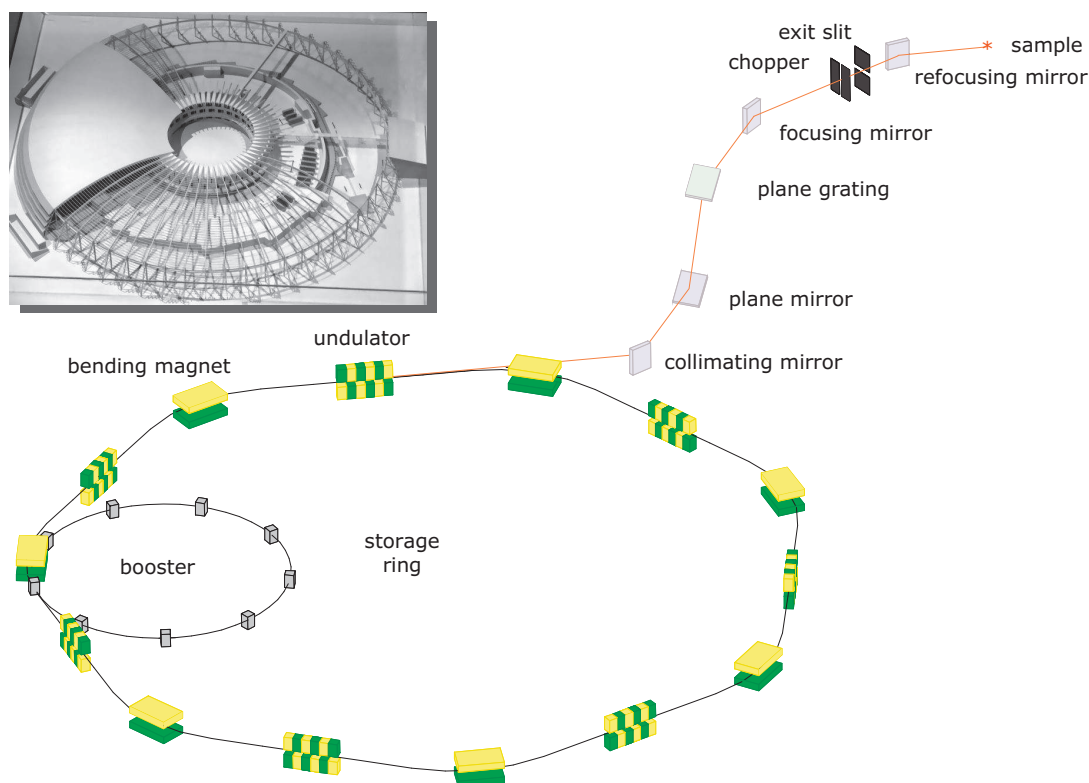 exit slit
chopper
sample
refocusing mirror
focusing mirror
plane grating
plane mirror
undulator
bending magnet
collimating mirror
storage
ring
booster